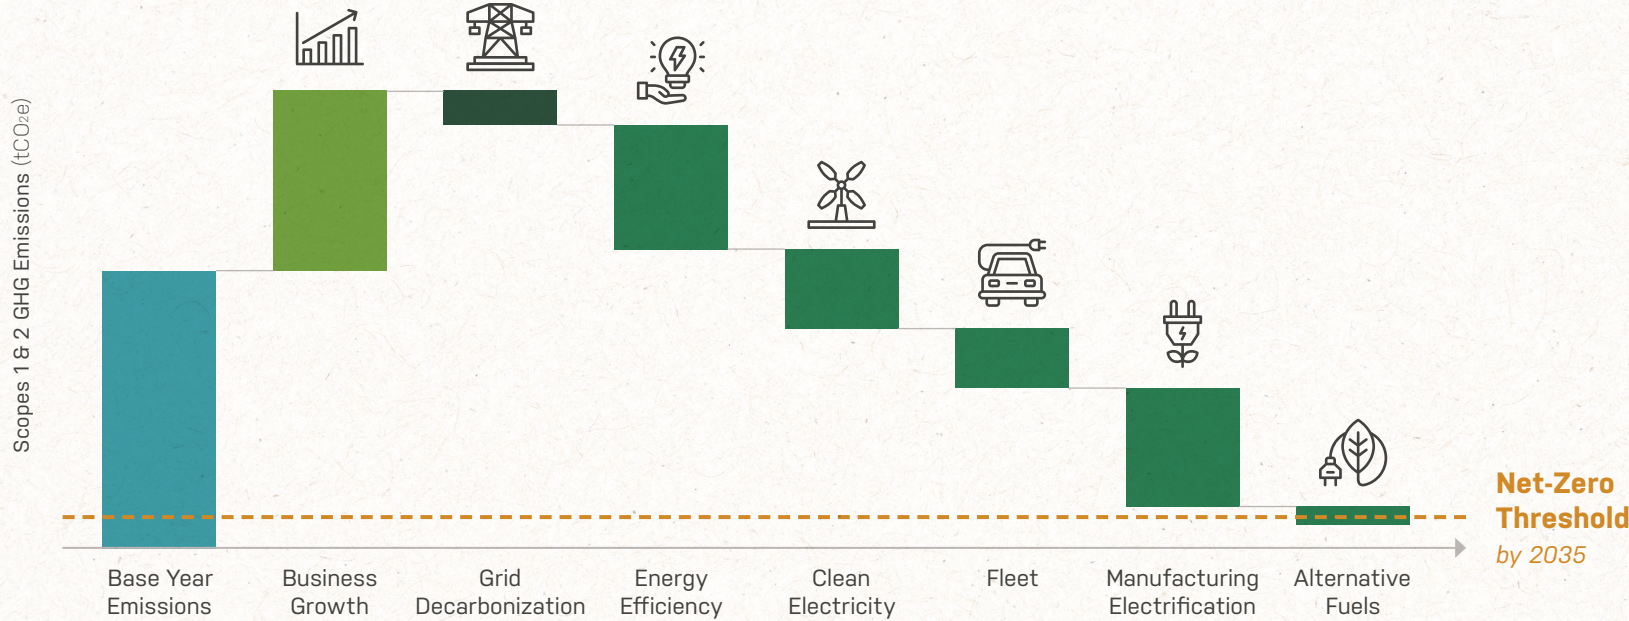 Scopes 1 & 2 GHG Emissions (tCO₂e)
Net-Zero
Threshold
by 2035
Base Year
Emissions
Business
Growth
Grid
Decarbonization
Energy
Efficiency
Clean
Electricity
Fleet
Manufacturing
Electrification
Alternative
Fuels